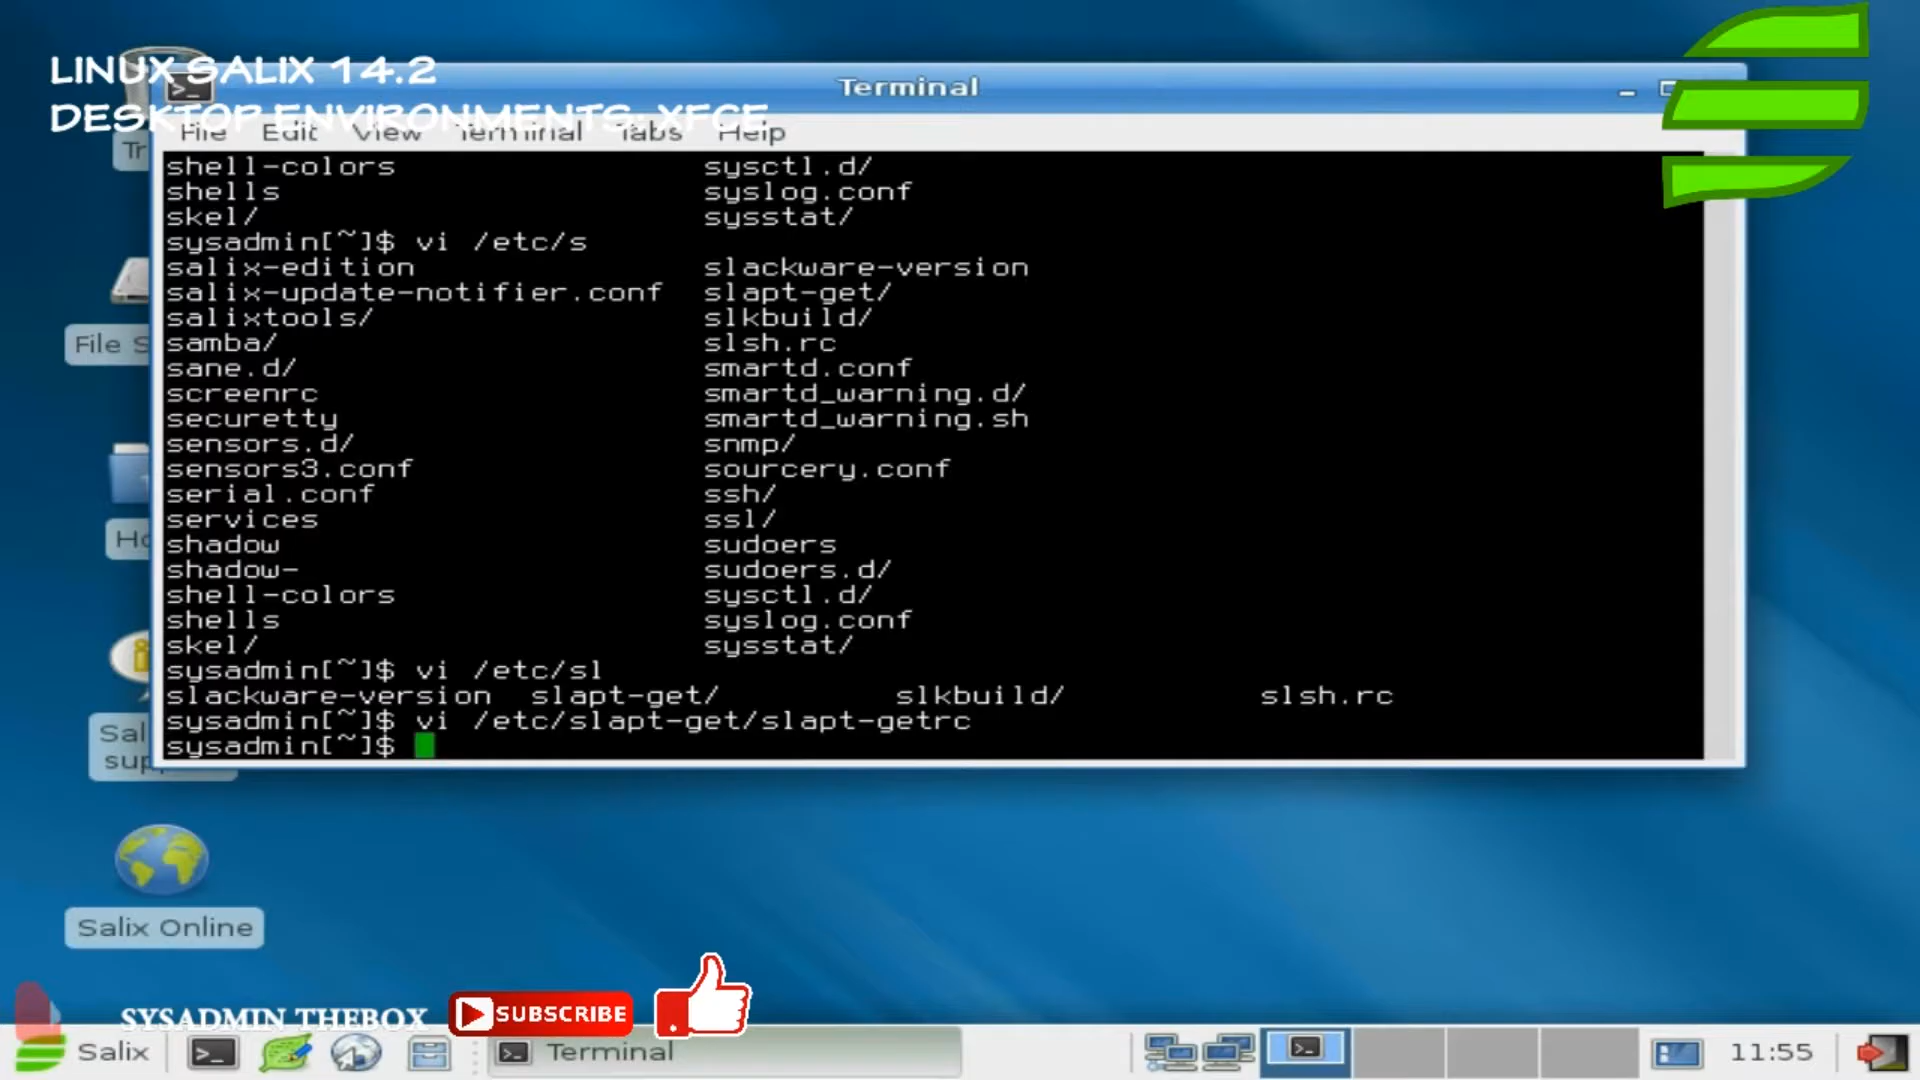 LINUX SALIX 14.2
DESKTOP ENVIRONMENTS: XFCE
Terminal
File Edit View Terminal Tabs Help
shell-colors sysctl.d/
shells syslog.conf
skel/ sysstat/
sysadmin[~]$ vi /etc/s
salix-edition slackware-version
salix-update-notifier.conf slapt-get/
salixtools/ slkbuild/
samba/ slsh.rc
sane.d/ smartd.conf
screenrc smartd_warning.d/
securetty smartd_warning.sh
sensors.d/ snmp/
sensors3.conf sourcery.conf
serial.conf ssh/
services ssl/
shadow sudoers
shadow- sudoers.d/
shell-colors sysctl.d/
shells syslog.conf
skel/ sysstat/
sysadmin[~]$ vi /etc/sl
slackware-version slapt-get/ slkbuild/ slsh.rc
sysadmin[~]$ vi /etc/slapt-get/slapt-getrc
sysadmin[~]$
Tr
File S
Ho
Sal
sup
Salix Online
SYSADMIN THEBOX
SUBSCRIBE
Salix
Terminal
11:55